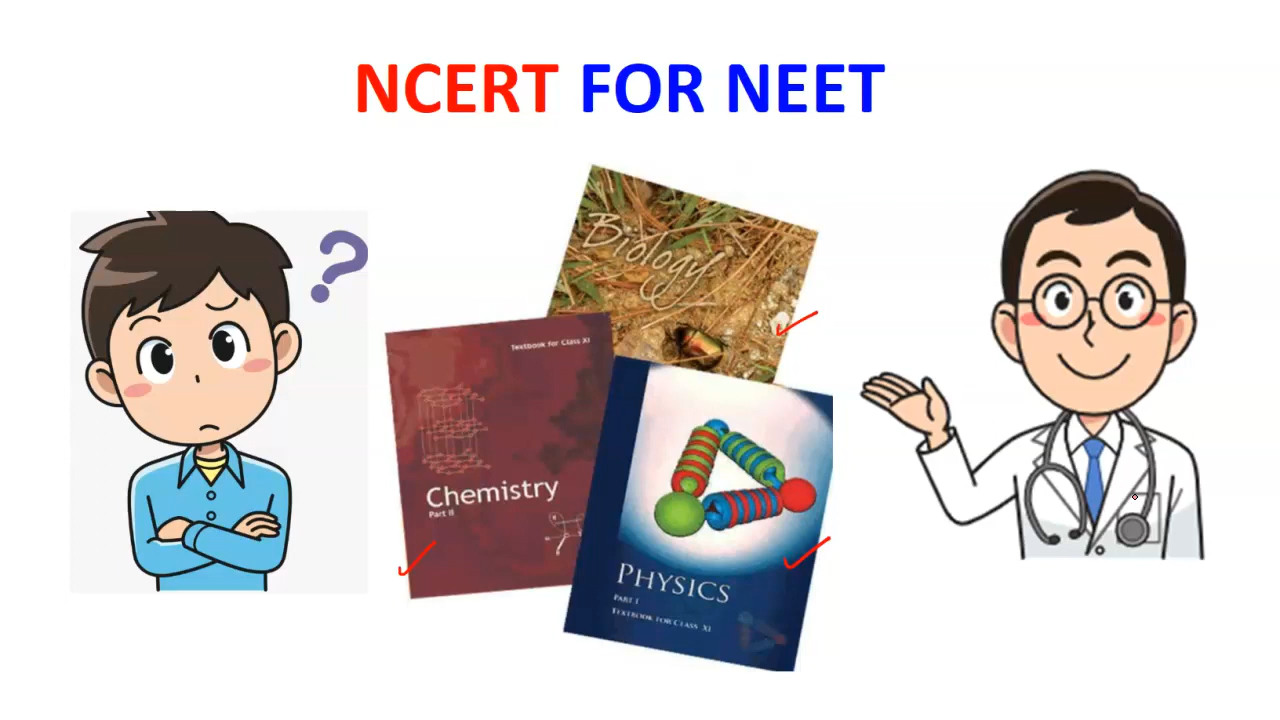 NCERT FOR NEET
Biology
Textbook for Class XI
Chemistry
Part II
PHYSICS
PART I
TEXTBOOK FOR CLASS XI
?